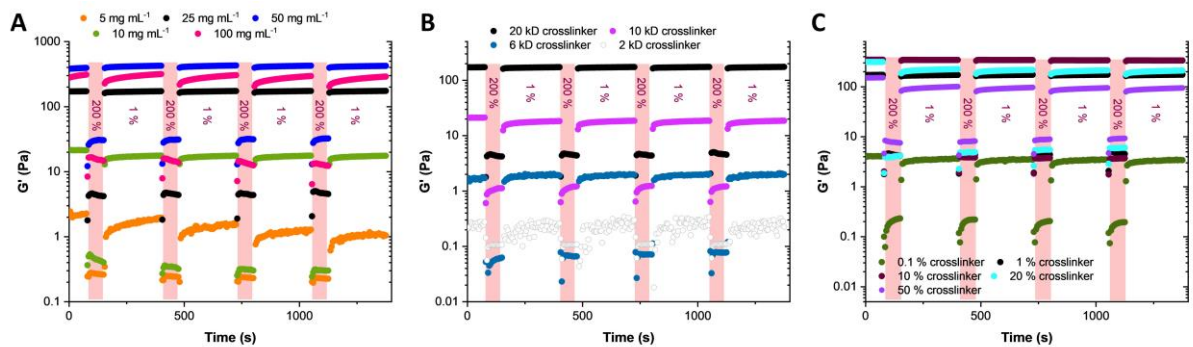 A
5 mg mL⁻¹ 25 mg mL⁻¹ 50 mg mL⁻¹
10 mg mL⁻¹ 100 mg mL⁻¹
G' (Pa)
1000
100
10
1
0.1
200 % 1 % 200 % 1 % 200 % 1 % 200 % 1 %
0 500 1000
Time (s)
B
20 kD crosslinker 10 kD crosslinker
6 kD crosslinker 2 kD crosslinker
G' (Pa)
100
10
1
0.1
0.01
200 % 1 % 200 % 1 % 200 % 1 % 200 % 1 %
0 500 1000
Time (s)
C
G' (Pa)
100
10
1
0.1
0.01
200 % 1 % 200 % 1 % 200 % 1 % 200 % 1 %
0.1 % crosslinker 1 % crosslinker
10 % crosslinker 20 % crosslinker
50 % crosslinker
0 500 1000
Time (s)